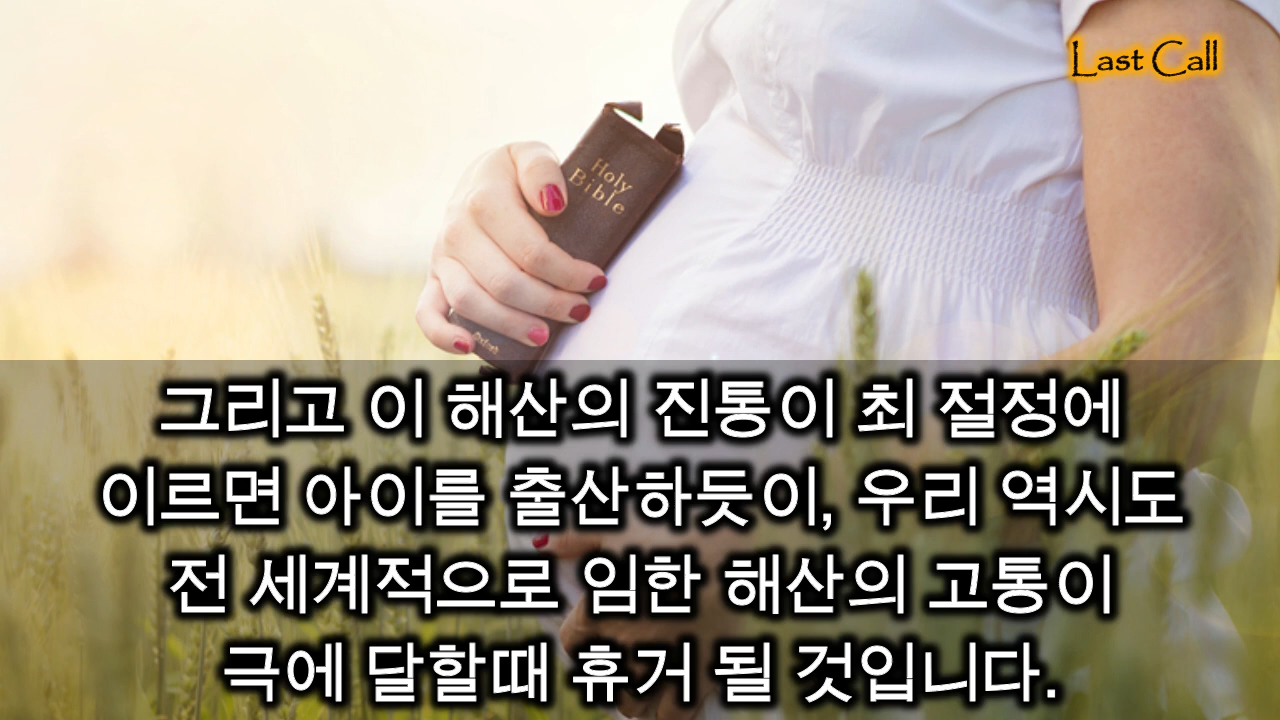 Last Call
Holy
Bible
Oxford
그리고 이 해산의 진통이 최 절정에
이르면 아이를 출산하듯이, 우리 역시도
전 세계적으로 임한 해산의 고통이
극에 달할때 휴거 될 것입니다.